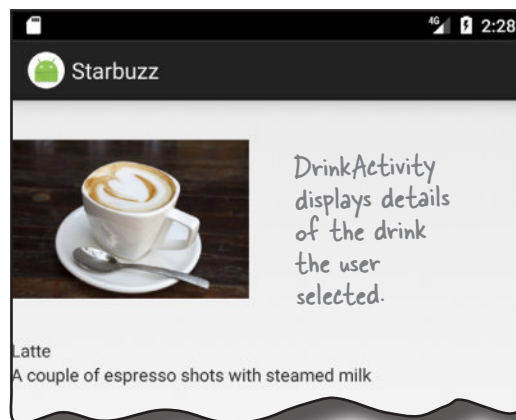 4G
2:28
Starbuzz
DrinkActivity
displays details
of the drink
the user
selected.
Latte
A couple of espresso shots with steamed milk